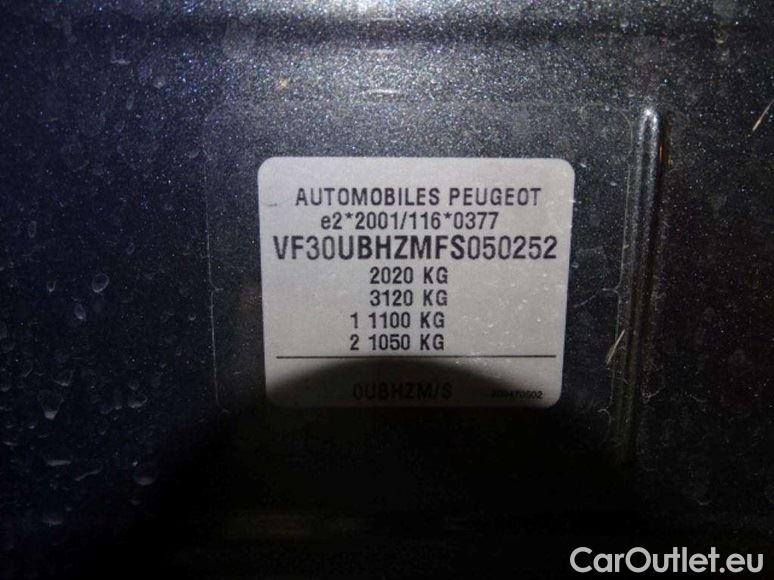 AUTOMOBILES PEUGEOT
e2*2001/116*0377
VF30UBHZMFS050252
2020 KG
3120 KG
1 1100 KG
2 1050 KG
0UBHZM/S
CarOutlet.eu